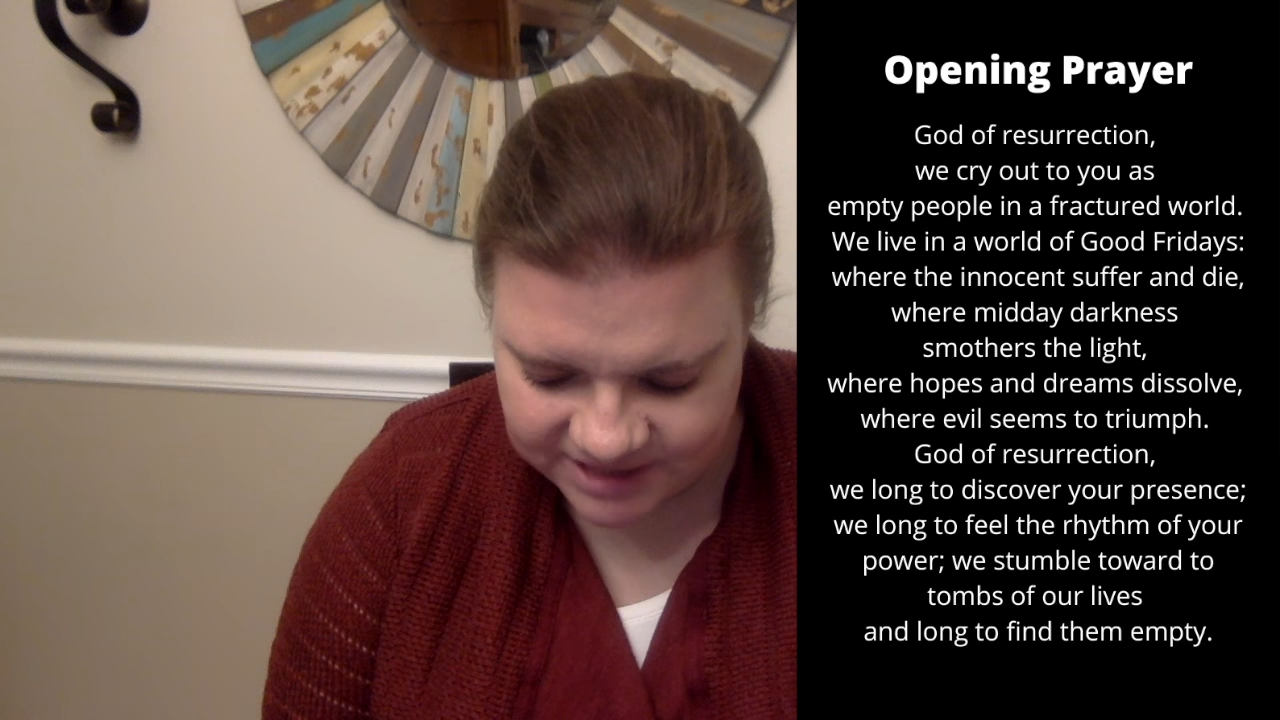 Opening Prayer
God of resurrection,
we cry out to you as
empty people in a fractured world.
We live in a world of Good Fridays:
where the innocent suffer and die,
where midday darkness
smothers the light,
where hopes and dreams dissolve,
where evil seems to triumph.
God of resurrection,
we long to discover your presence;
we long to feel the rhythm of your
power; we stumble toward to
tombs of our lives
and long to find them empty.